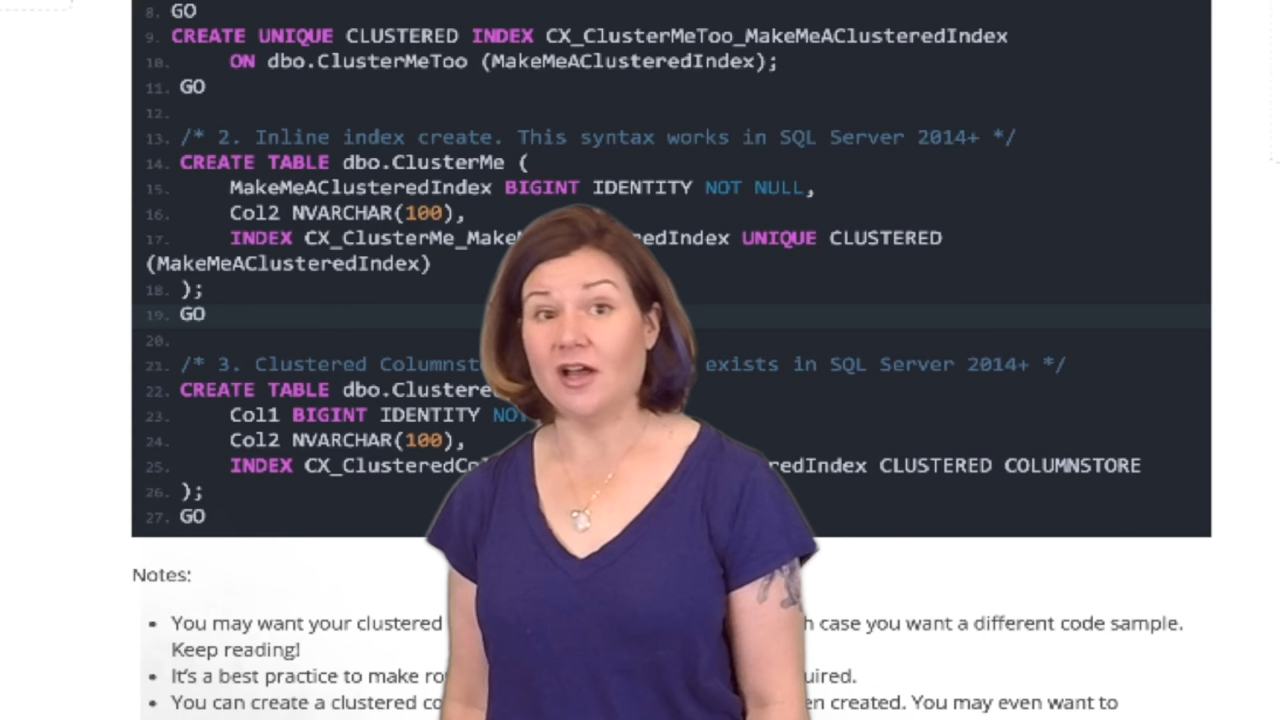 8. GO
9. CREATE UNIQUE CLUSTERED INDEX CX_ClusterMeToo_MakeMeAClusteredIndex
10. ON dbo.ClusterMeToo (MakeMeAClusteredIndex);
11. GO
12.
13. /* 2. Inline index create. This syntax works in SQL Server 2014+ */
14. CREATE TABLE dbo.ClusterMe (
15. MakeMeAClusteredIndex BIGINT IDENTITY NOT NULL,
16. Col2 NVARCHAR(100),
17. INDEX CX_ClusterMe_Make edIndex UNIQUE CLUSTERED
(MakeMeAClusteredIndex)
18. );
19. GO
20.
21. /* 3. Clustered Columnst exists in SQL Server 2014+ */
22. CREATE TABLE dbo.Clustere
23. Col1 BIGINT IDENTITY NO
24. Col2 NVARCHAR(100),
25. INDEX CX_ClusteredCo redIndex CLUSTERED COLUMNSTORE
26. );
27. GO
Notes:
• You may want your clustered h case you want a different code sample.
Keep reading!
• It's a best practice to make ro uired.
• You can create a clustered co en created. You may even want to